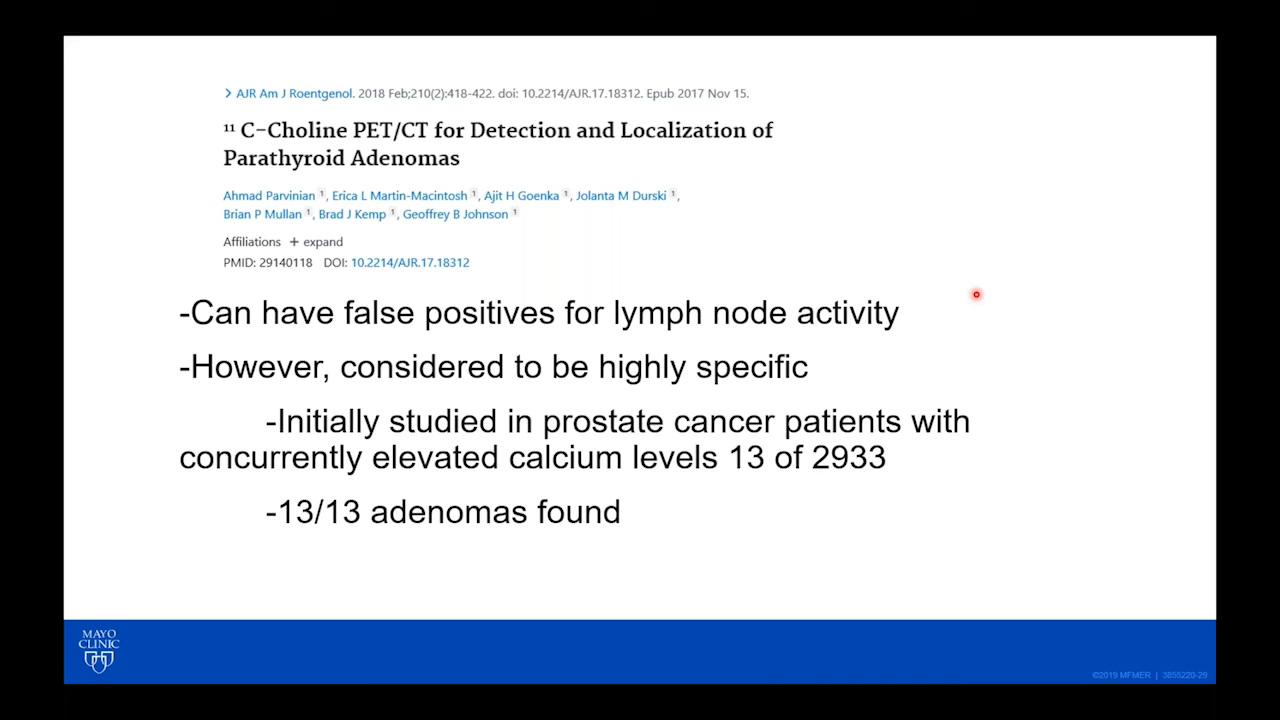 > AJR Am J Roentgenol. 2018 Feb;210(2):418-422. doi: 10.2214/AJR.17.18312. Epub 2017 Nov 15.
¹¹ C-Choline PET/CT for Detection and Localization of
Parathyroid Adenomas
Ahmad Parvinian ¹, Erica L Martin-Macintosh ¹, Ajit H Goenka ¹, Jolanta M Durski ¹,
Brian P Mullan ¹, Brad J Kemp ¹, Geoffrey B Johnson ¹
Affiliations + expand
PMID: 29140118 DOI: 10.2214/AJR.17.18312
-Can have false positives for lymph node activity
-However, considered to be highly specific
-Initially studied in prostate cancer patients with
concurrently elevated calcium levels 13 of 2933
-13/13 adenomas found
MAYO
CLINIC
©2019 MFMER | 3855220-29